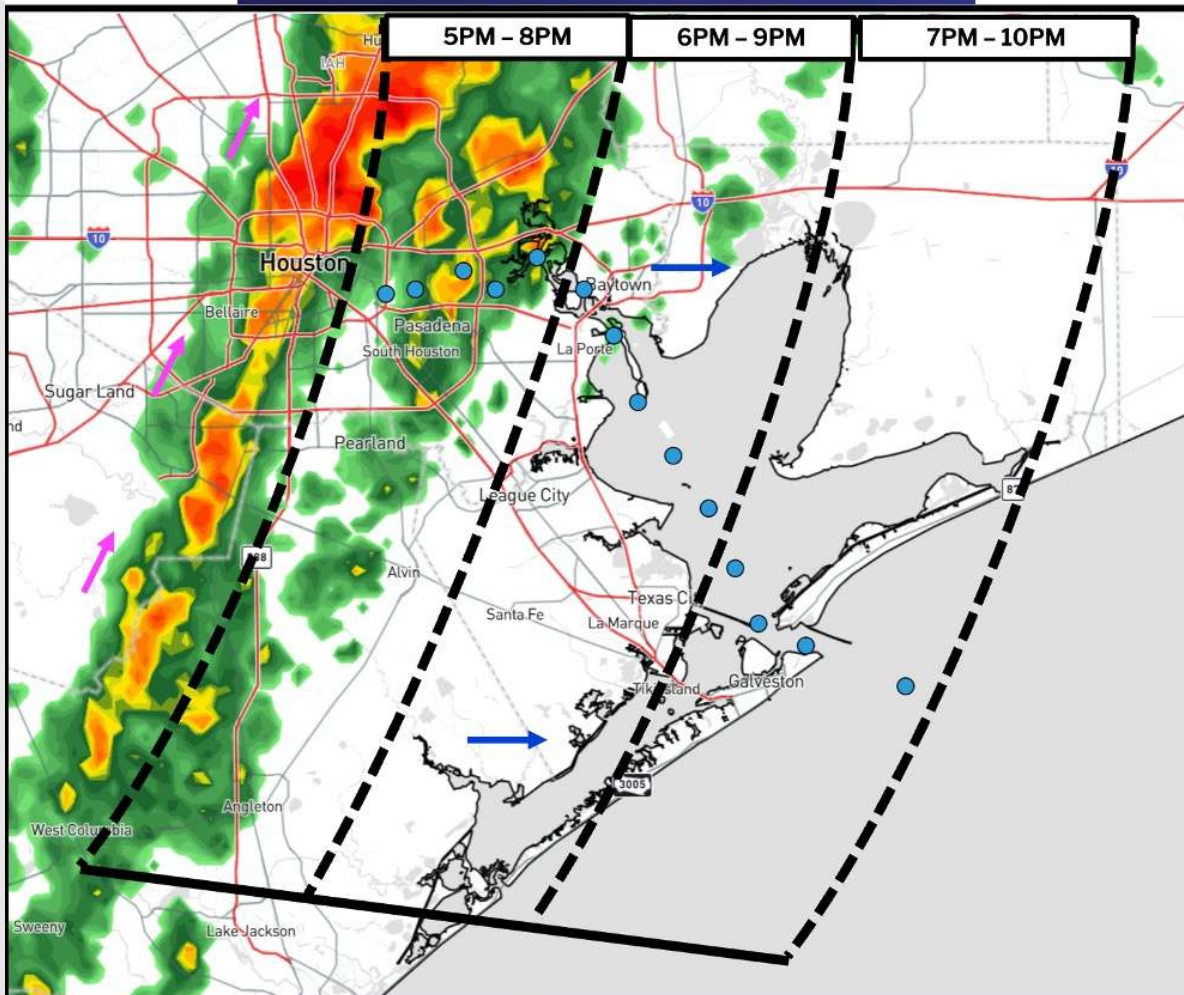 5PM – 8PM
6PM – 9PM
7PM – 10PM
IAH
10
10
10
Houston
Baytown
Bellaire
Pasadena
South Houston
La Porte
Sugar Land
Pearland
League City
87
Alvin
Santa Fe
Texas Ci
La Marque
Tiki Island
Galveston
3005
Angleton
West Columbia
Sweeny
Lake Jackson